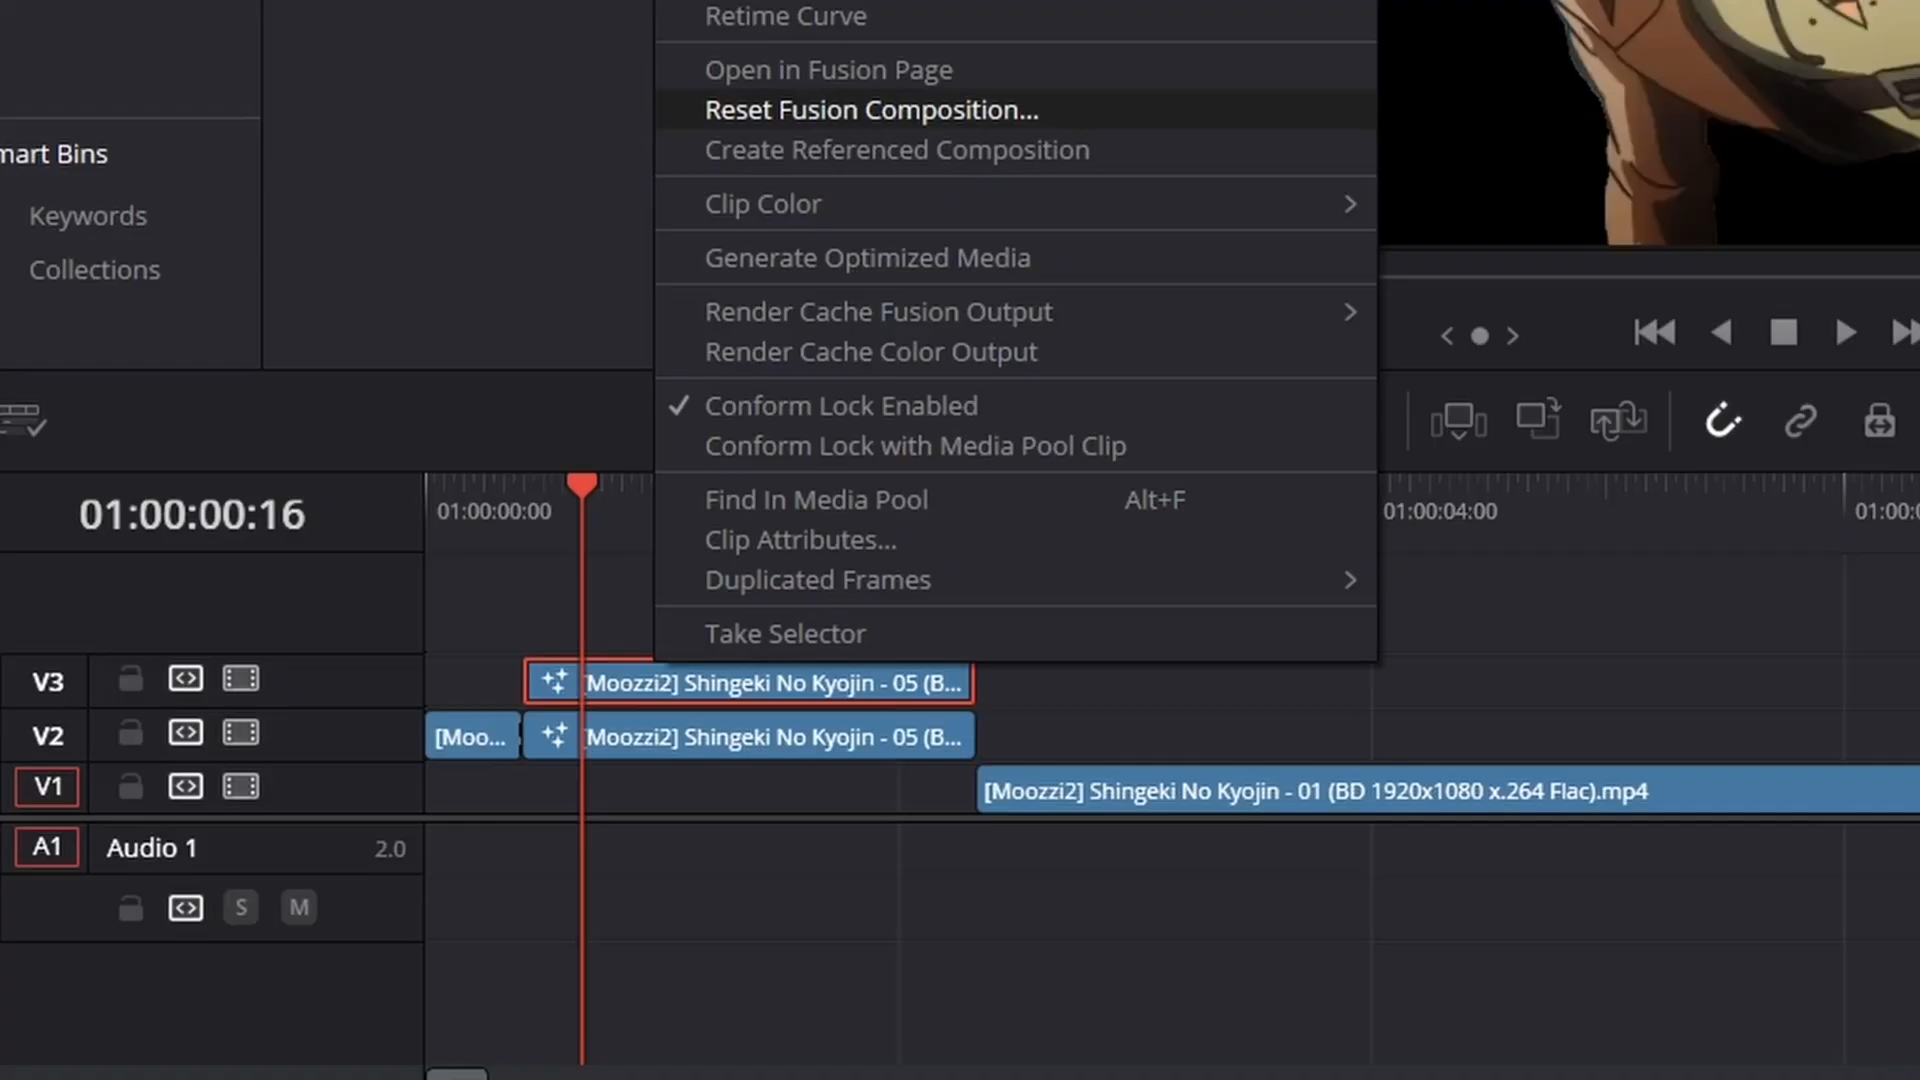 Retime Curve
Open in Fusion Page
Reset Fusion Composition...
Create Referenced Composition
Clip Color
Generate Optimized Media
Render Cache Fusion Output
Render Cache Color Output
Conform Lock Enabled
Conform Lock with Media Pool Clip
Find In Media Pool Alt+F
Clip Attributes...
Duplicated Frames
Take Selector
mart Bins
Keywords
Collections
01:00:00:16
01:00:00:00
01:00:04:00
01:00:0
V3
[Moozzi2] Shingeki No Kyojin - 05 (B...
V2
[Moo...
[Moozzi2] Shingeki No Kyojin - 05 (B...
V1
[Moozzi2] Shingeki No Kyojin - 01 (BD 1920x1080 x.264 Flac).mp4
A1 Audio 1 2.0
S M